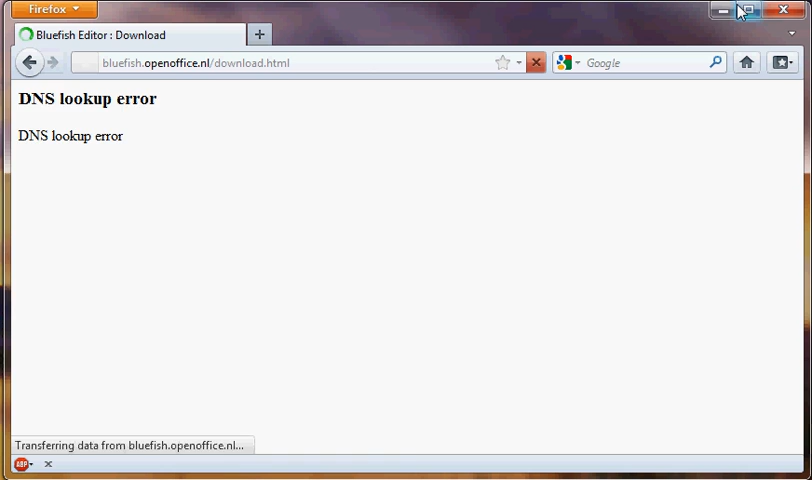 Firefox
Bluefish Editor : Download
bluefish.openoffice.nl/download.html
Google
DNS lookup error
DNS lookup error
Transferring data from bluefish.openoffice.nl...
ABP